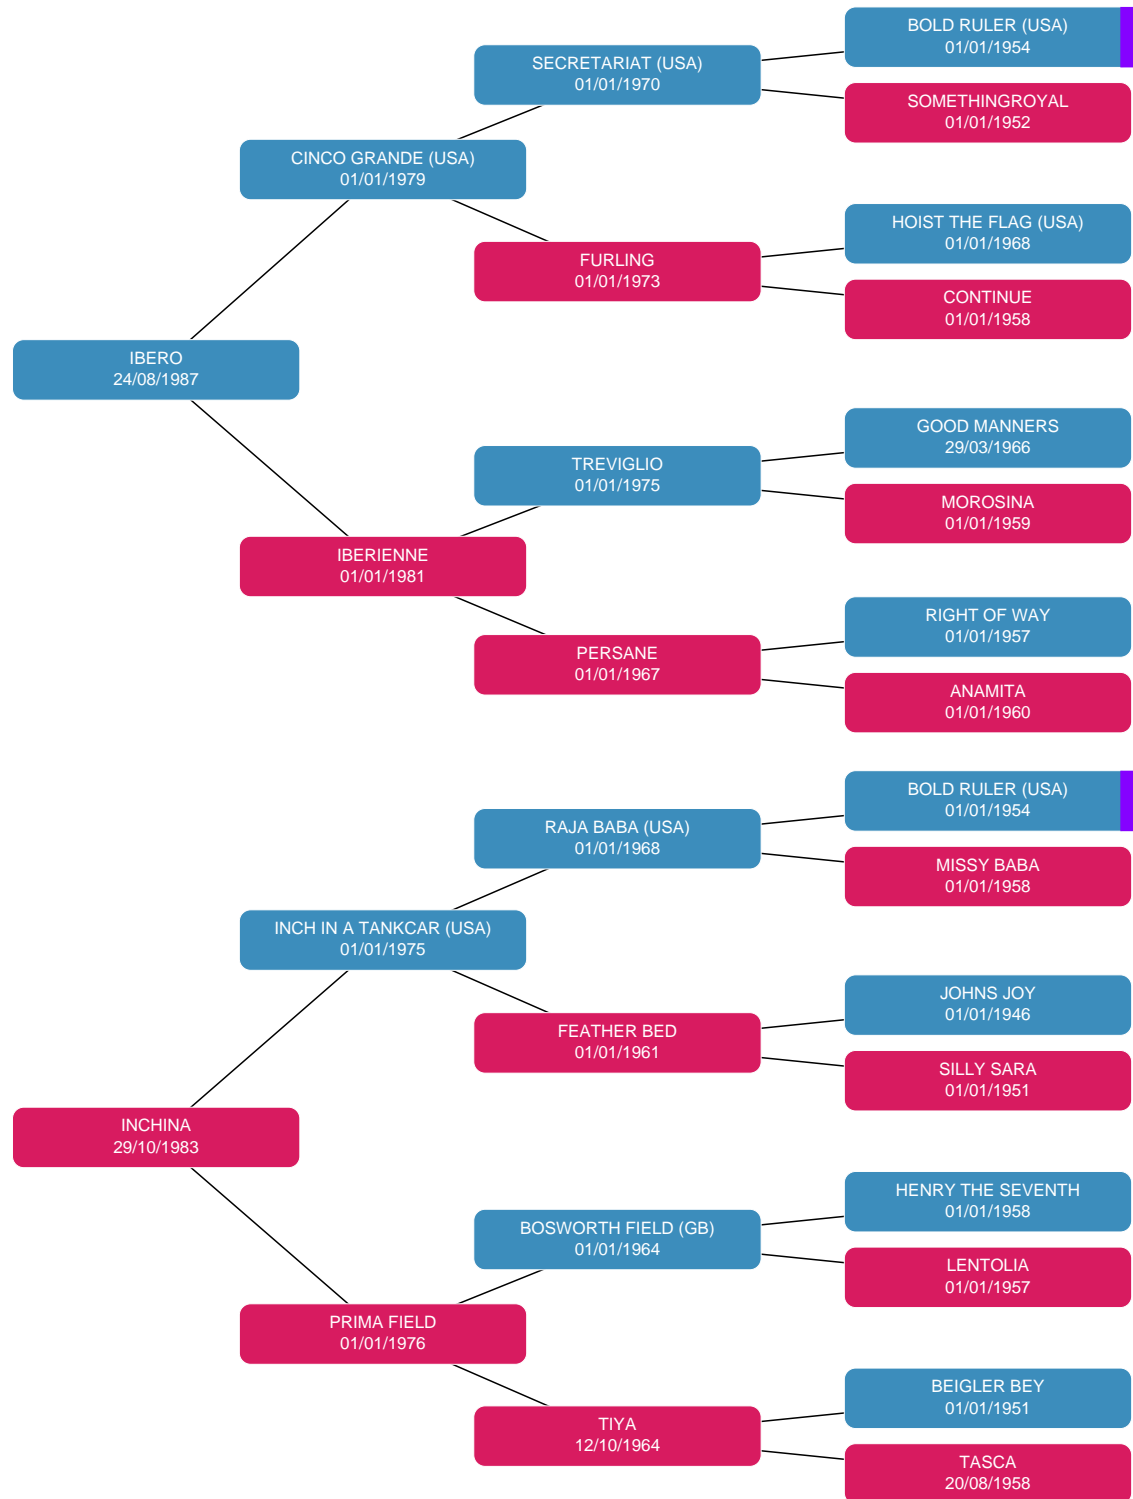 BOLD RULER (USA)
01/01/1954
SECRETARIAT (USA)
01/01/1970
SOMETHINGROYAL
01/01/1952
CINCO GRANDE (USA)
01/01/1979
HOIST THE FLAG (USA)
01/01/1968
FURLING
01/01/1973
CONTINUE
01/01/1958
IBERO
24/08/1987
GOOD MANNERS
29/03/1966
TREVIGLIO
01/01/1975
MOROSINA
01/01/1959
IBERIENNE
01/01/1981
RIGHT OF WAY
01/01/1957
PERSANE
01/01/1967
ANAMITA
01/01/1960
BOLD RULER (USA)
01/01/1954
RAJA BABA (USA)
01/01/1968
MISSY BABA
01/01/1958
INCH IN A TANKCAR (USA)
01/01/1975
JOHNS JOY
01/01/1946
FEATHER BED
01/01/1961
SILLY SARA
01/01/1951
INCHINA
29/10/1983
HENRY THE SEVENTH
01/01/1958
BOSWORTH FIELD (GB)
01/01/1964
LENTOLIA
01/01/1957
PRIMA FIELD
01/01/1976
BEIGLER BEY
01/01/1951
TIYA
12/10/1964
TASCA
20/08/1958